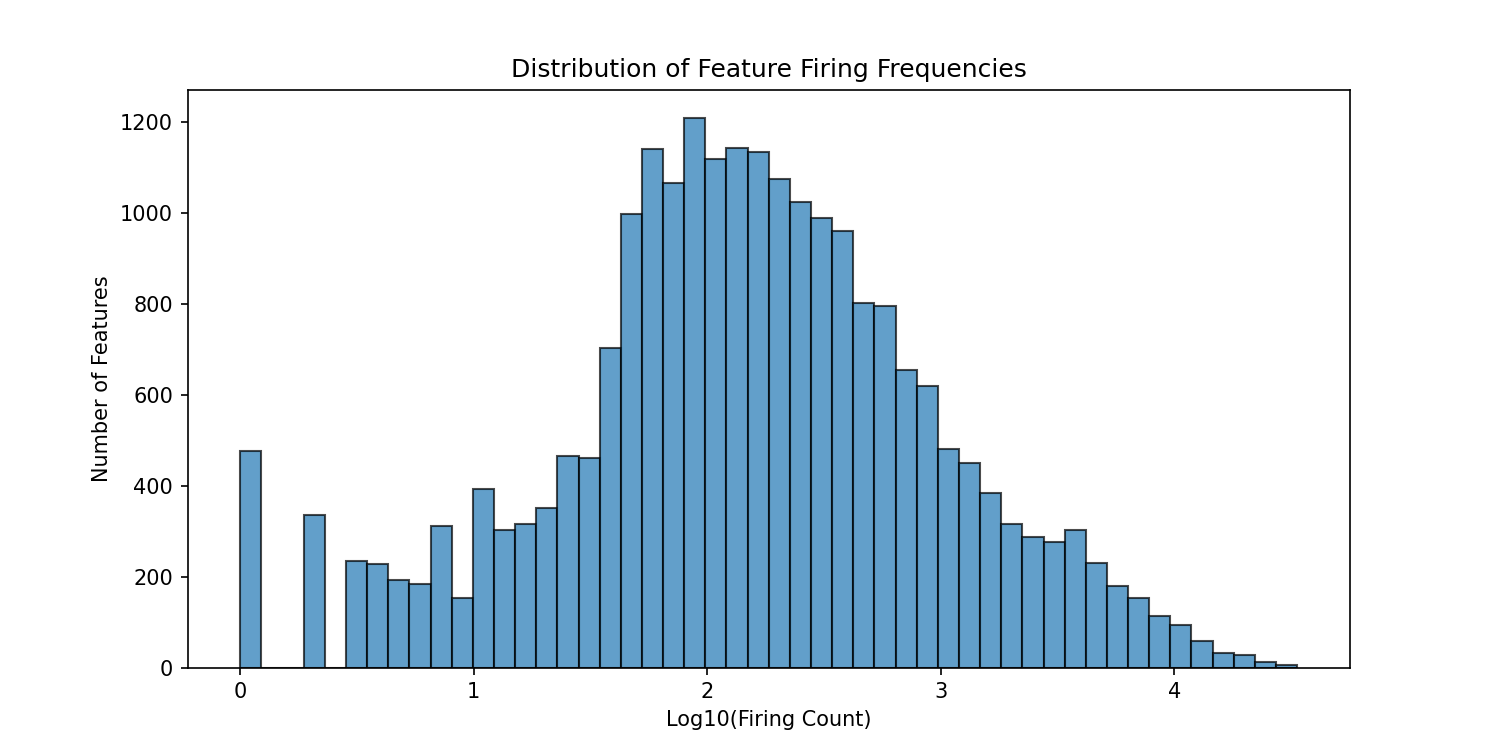 Distribution of Feature Firing Frequencies
1200
1000
800
600
400
200
0
Number of Features
0 1 2 3 4
Log10(Firing Count)